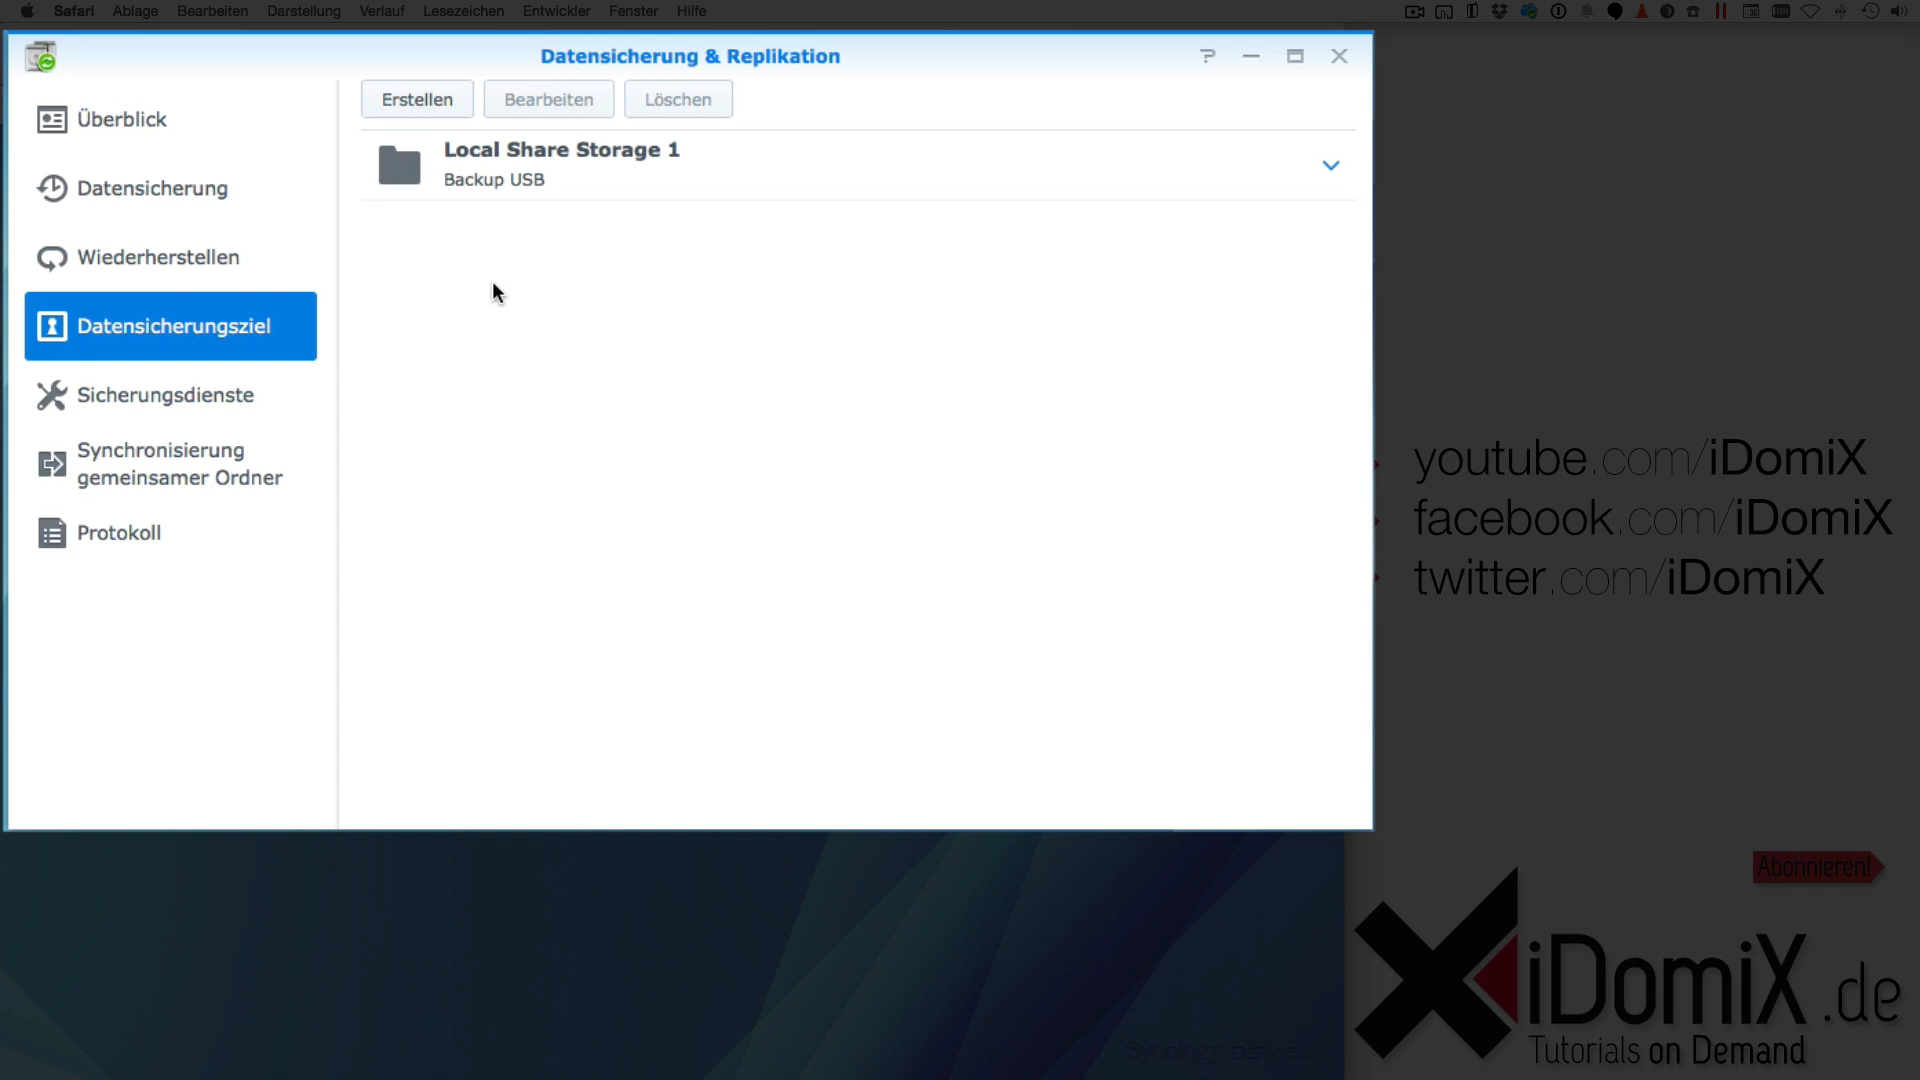 Safari Ablage Bearbeiten Darstellung Verlauf Lesezeichen Entwickler Fenster Hilfe
Datensicherung & Replikation
Überblick
Datensicherung
Wiederherstellen
Datensicherungsziel
Sicherungsdienste
Synchronisierung
gemeinsamer Ordner
Protokoll
Erstellen Bearbeiten Löschen
Local Share Storage 1
Backup USB
youtube.com/iDomiX
facebook.com/iDomiX
twitter.com/iDomiX
Abonnieren!
iDomiX.de
Tutorials on Demand
Synology